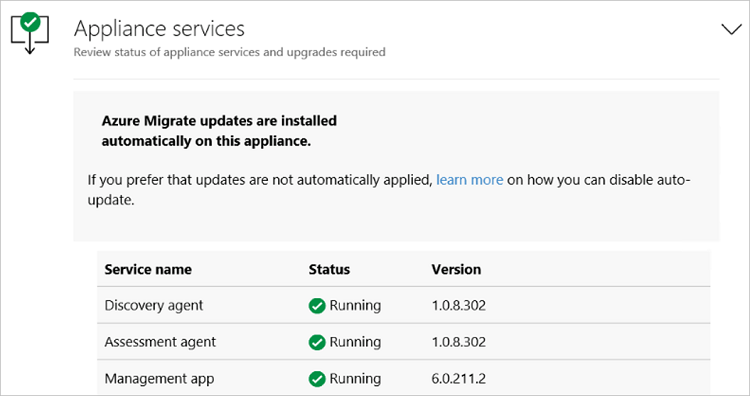 Appliance services
Review status of appliance services and upgrades required
Azure Migrate updates are installed
automatically on this appliance.
If you prefer that updates are not automatically applied, learn more on how you can disable auto-
update.
Service name Status Version
Discovery agent Running 1.0.8.302
Assessment agent Running 1.0.8.302
Management app Running 6.0.211.2